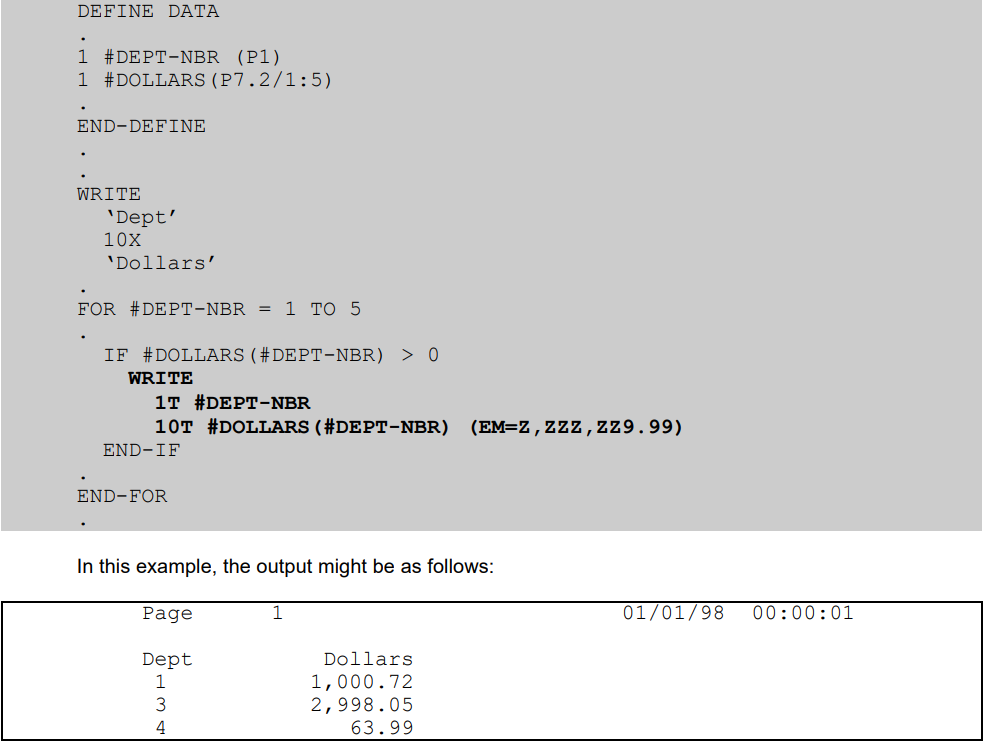 DEFINE DATA
.
1 #DEPT-NBR (P1)
1 #DOLLARS(P7.2/1:5)
.
END-DEFINE
.
.
WRITE
‘Dept’
10X
‘Dollars’
.
FOR #DEPT-NBR = 1 TO 5
.
IF #DOLLARS(#DEPT-NBR) > 0
WRITE
1T #DEPT-NBR
10T #DOLLARS(#DEPT-NBR) (EM=Z,ZZZ,ZZ9.99)
END-IF
.
END-FOR
.
In this example, the output might be as follows:
Page 1 01/01/98 00:00:01
Dept Dollars
1 1,000.72
3 2,998.05
4 63.99